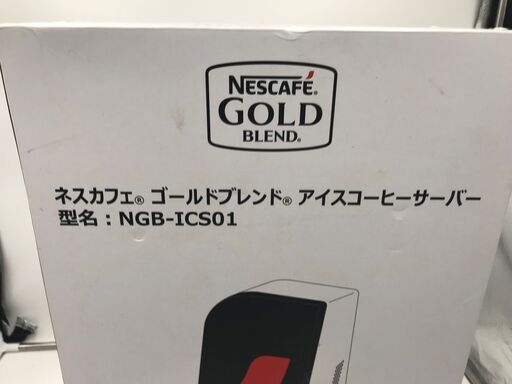 NESCAFÉ®
GOLD
BLEND®
ネスカフェ® ゴールドブレンド® アイスコーヒーサーバー
型名：NGB-ICS01